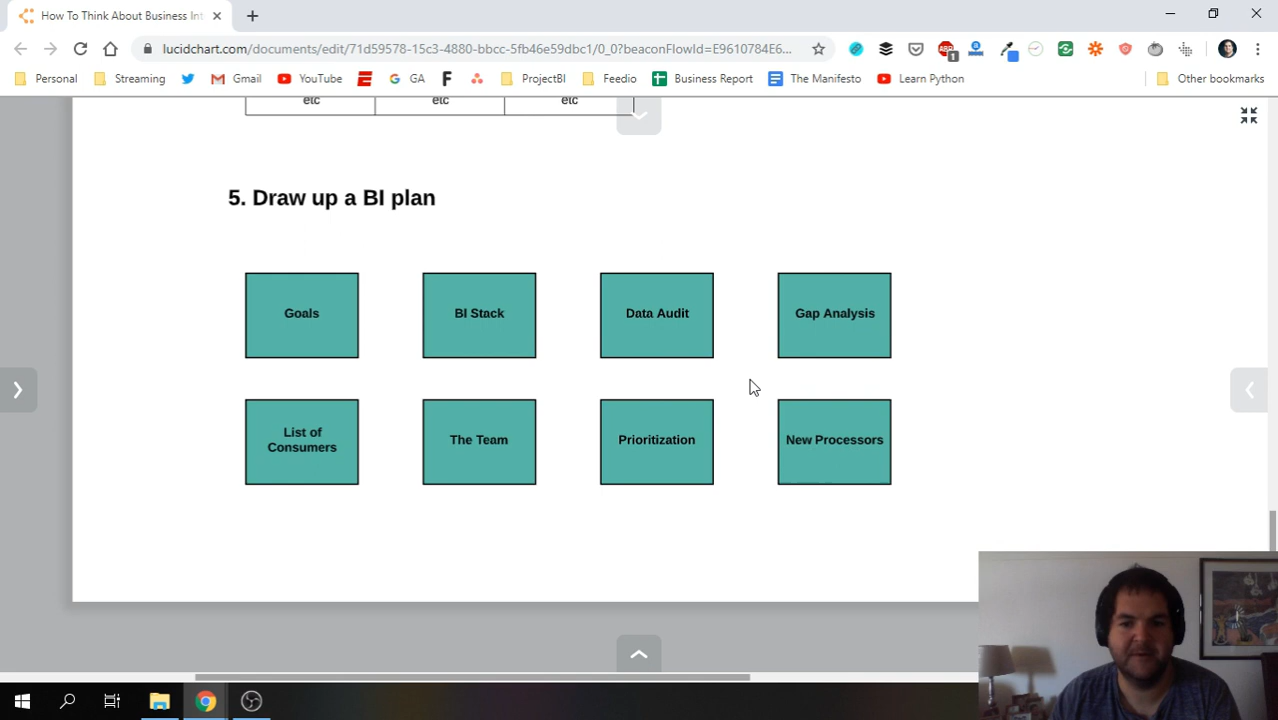 How To Think About Business Int
lucidchart.com/documents/edit/71d59578-15c3-4880-bbcc-5fb46e59dbc1/0_0?beaconFlowId=E9610784E6...
Personal
Streaming
Gmail
YouTube
GA
ProjectBI
Feedio
Business Report
The Manifesto
Learn Python
Other bookmarks
etc
etc
etc
5. Draw up a BI plan
Goals
BI Stack
Data Audit
Gap Analysis
List of
Consumers
The Team
Prioritization
New Processors